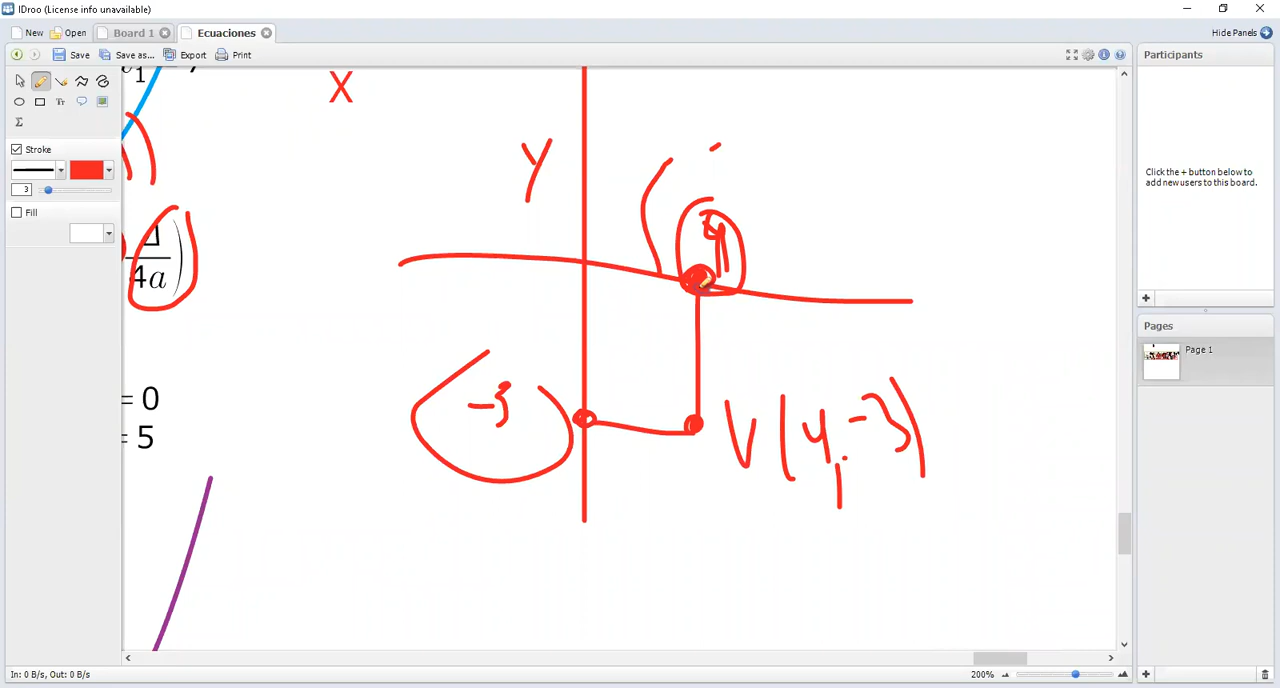 IDroo (License info unavailable)
New Open Board 1 Ecuaciones Hide Panels
Save Save as... Export Print
Participants
Click the + button below to
add new users to this board.
Tr
Σ
Stroke
3
Fill
X
Y
4
4a
= 0
= 5
-3
V(4,-3)
Pages
Page 1
In: 0 B/s, Out: 0 B/s
200%